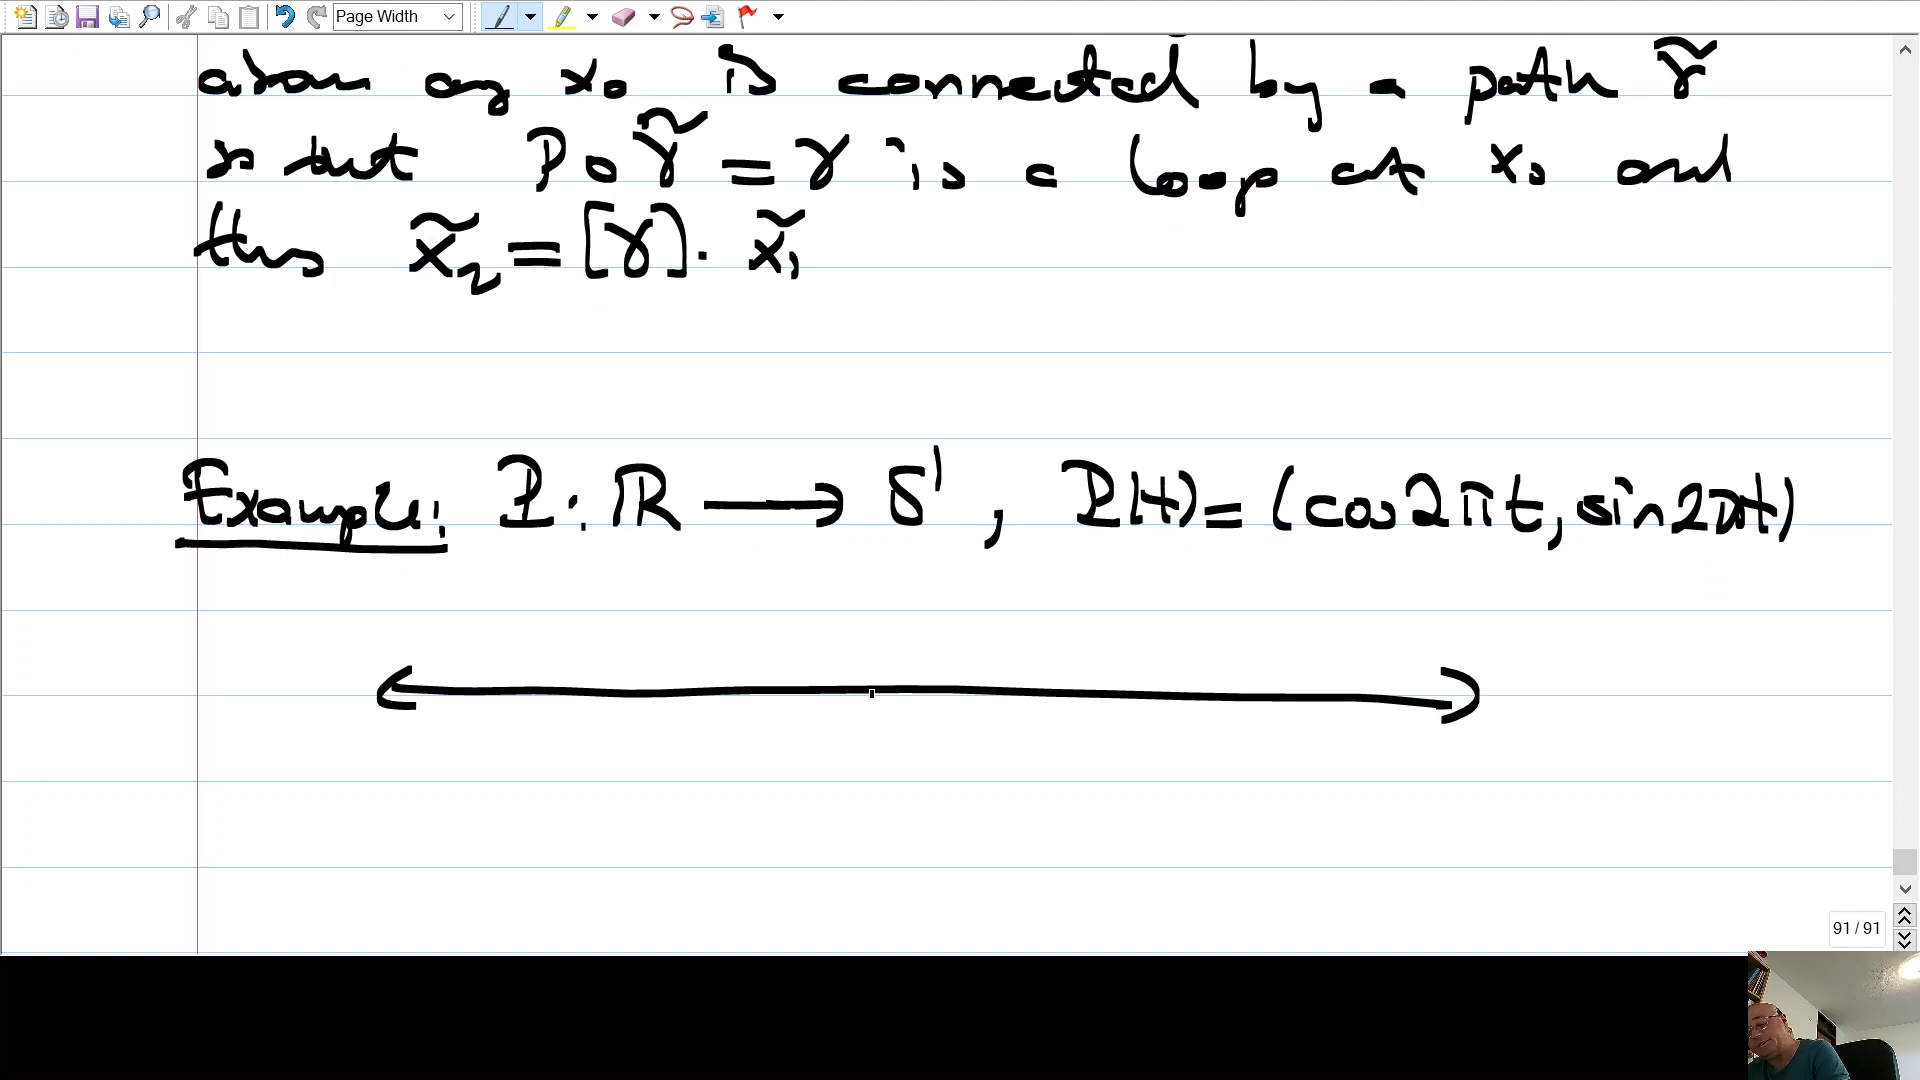 Page Width
above any x₀ is connected by a path γ̃
so that P∘γ̃ = γ is a loop at x₀ and
thus x̃₂ = [γ]. x̃₁
Example: P: ℝ ⟶ S¹, P(t) = (cos2πt, sin2πt)
91 / 91